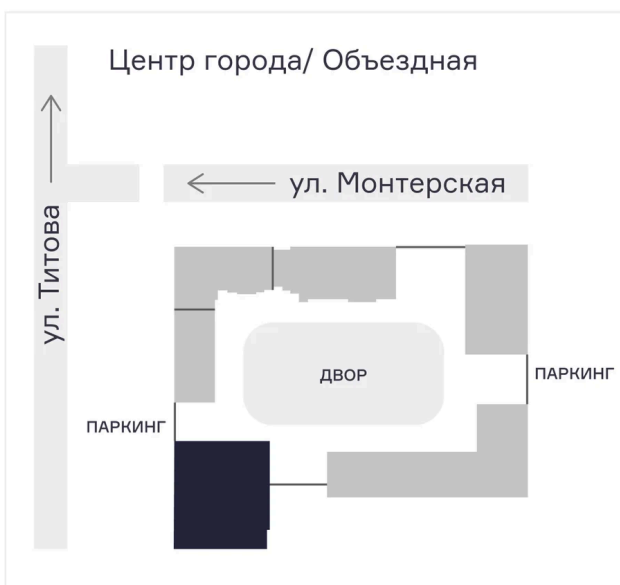 Центр города/ Объездная
ул. Монтерская
ул. Титова
ДВОР
ПАРКИНГ
ПАРКИНГ